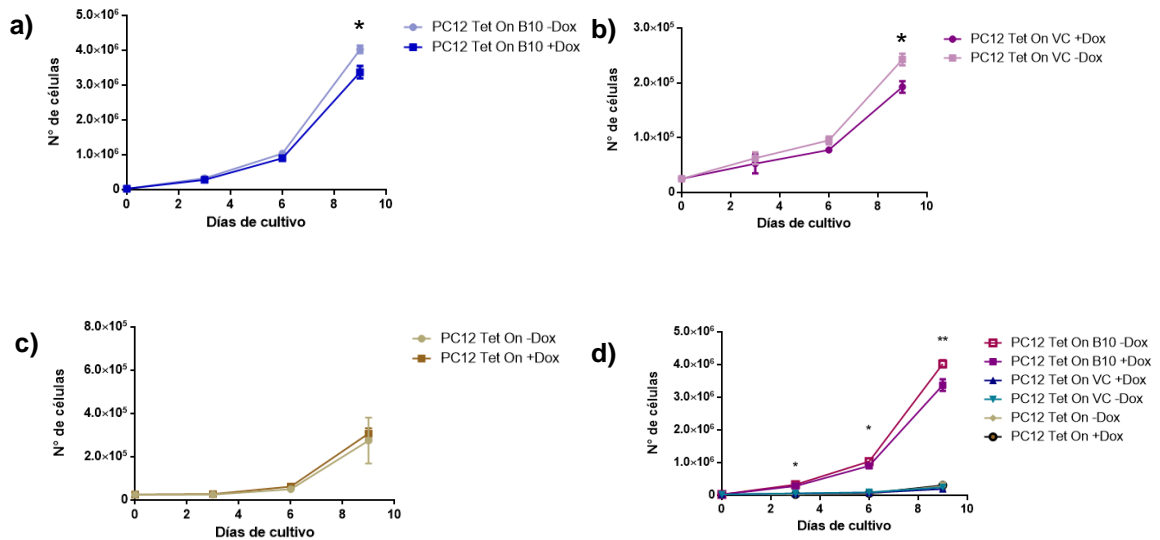 a)
*
PC12 Tet On B10 -Dox
PC12 Tet On B10 +Dox
N° de células
5.0×10⁶
4.0×10⁶
3.0×10⁶
2.0×10⁶
1.0×10⁶
0
0 2 4 6 8 10
Días de cultivo
b)
*
PC12 Tet On VC +Dox
PC12 Tet On VC -Dox
N° de células
3.0×10⁵
2.0×10⁵
1.0×10⁵
0
0 2 4 6 8 10
Días de cultivo
c)
PC12 Tet On -Dox
PC12 Tet On +Dox
N° de células
8.0×10⁵
6.0×10⁵
4.0×10⁵
2.0×10⁵
0
0 2 4 6 8 10
Días de cultivo
d)
*
*
**
PC12 Tet On B10 -Dox
PC12 Tet On B10 +Dox
PC12 Tet On VC +Dox
PC12 Tet On VC -Dox
PC12 Tet On -Dox
PC12 Tet On +Dox
N° de células
5.0×10⁶
4.0×10⁶
3.0×10⁶
2.0×10⁶
1.0×10⁶
0
0 2 4 6 8 10
Días de cultivo